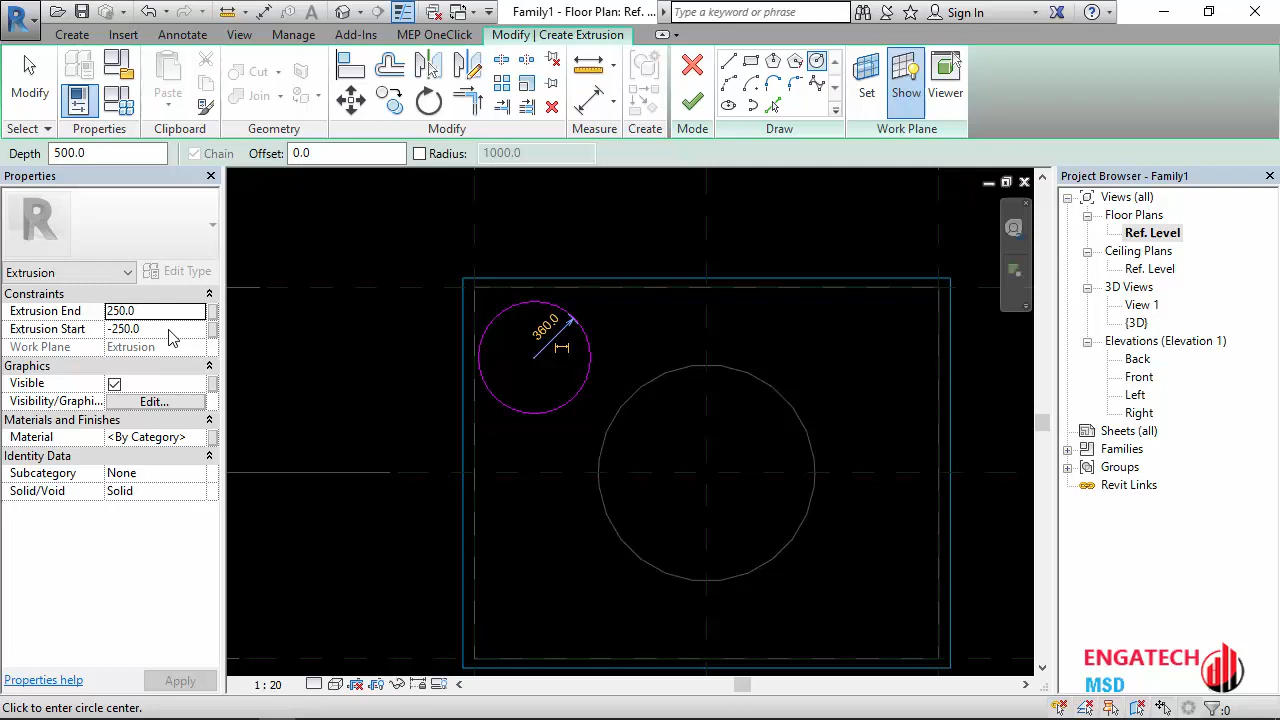 Family1 - Floor Plan: Ref. ...
Type a keyword or phrase
Sign In
Create Insert Annotate View Manage Add-Ins MEP OneClick Modify | Create Extrusion
Modify
Paste
Cut
Join
Set
Show
Viewer
Select Properties Clipboard Geometry Modify Measure Create Mode Draw Work Plane
Depth 500.0 Chain Offset: 0.0 Radius: 1000.0
Properties
R
Extrusion
Edit Type
Constraints
Extrusion End 250.0
Extrusion Start -250.0
Work Plane Extrusion
Graphics
Visible
Visibility/Graphi... Edit...
Materials and Finishes
Material <By Category>
Identity Data
Subcategory None
Solid/Void Solid
Properties help
Apply
360.0
1 : 20
Project Browser - Family1
Views (all)
Floor Plans
Ref. Level
Ceiling Plans
Ref. Level
3D Views
View 1
{3D}
Elevations (Elevation 1)
Back
Front
Left
Right
Sheets (all)
Families
Groups
Revit Links
ENGATECH
MSD
Click to enter circle center.
:0